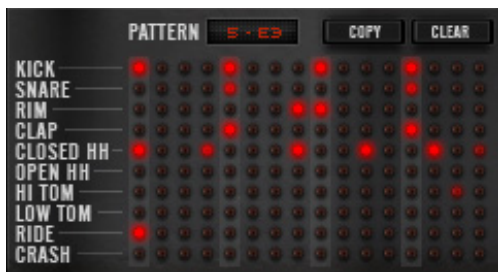 PATTERN 5-E3 COPY CLEAR
KICK
SNARE
RIM
CLAP
CLOSED HH
OPEN HH
HI TOM
LOW TOM
RIDE
CRASH